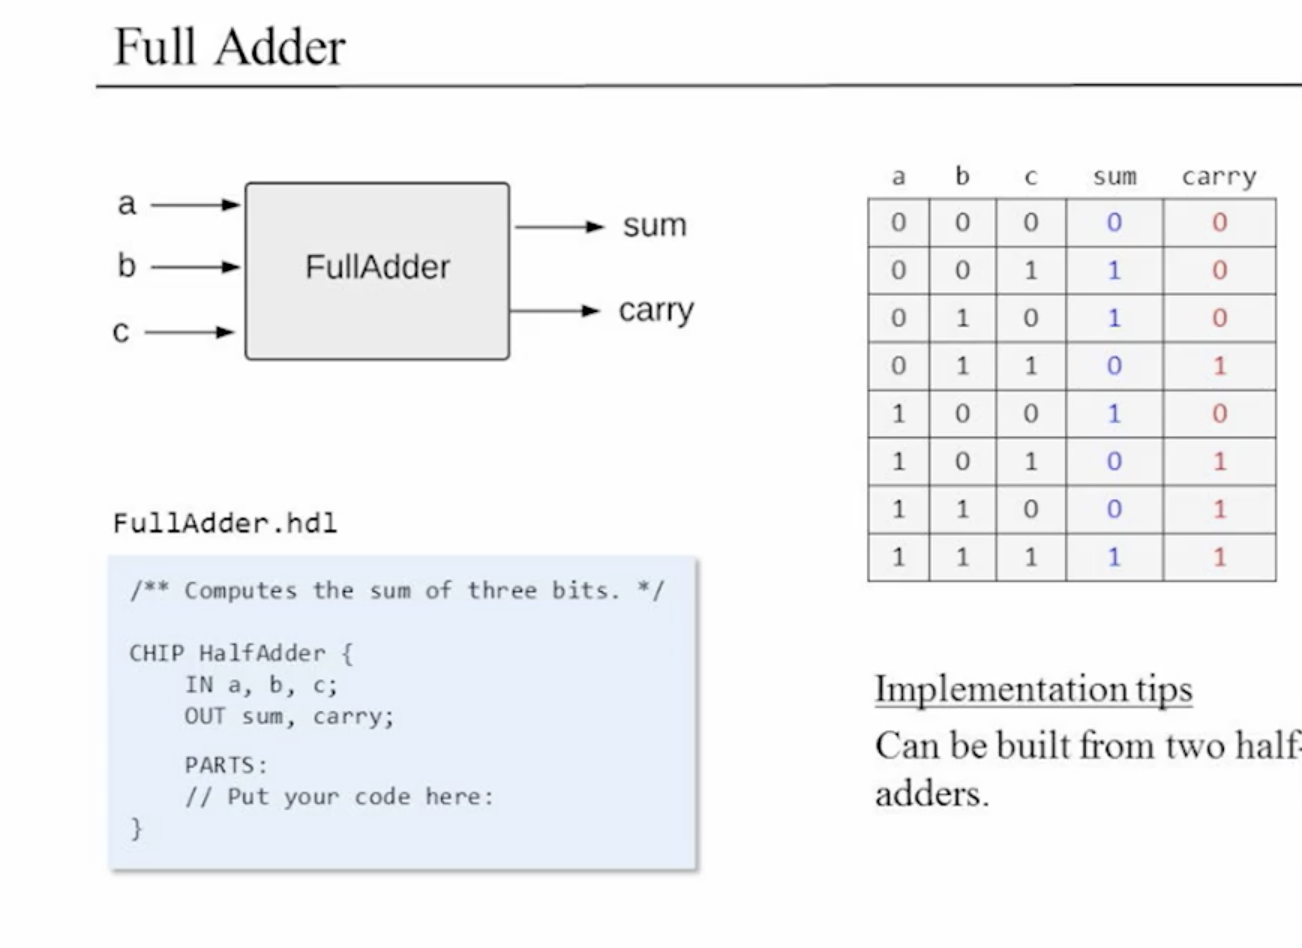 Full Adder
a
b
c
FullAdder
sum
carry
a b c sum carry
0 0 0 0 0
0 0 1 1 0
0 1 0 1 0
0 1 1 0 1
1 0 0 1 0
1 0 1 0 1
1 1 0 0 1
1 1 1 1 1
FullAdder.hdl
/** Computes the sum of three bits. */
CHIP HalfAdder {
IN a, b, c;
OUT sum, carry;
PARTS:
// Put your code here:
}
Implementation tips
Can be built from two half-
adders.